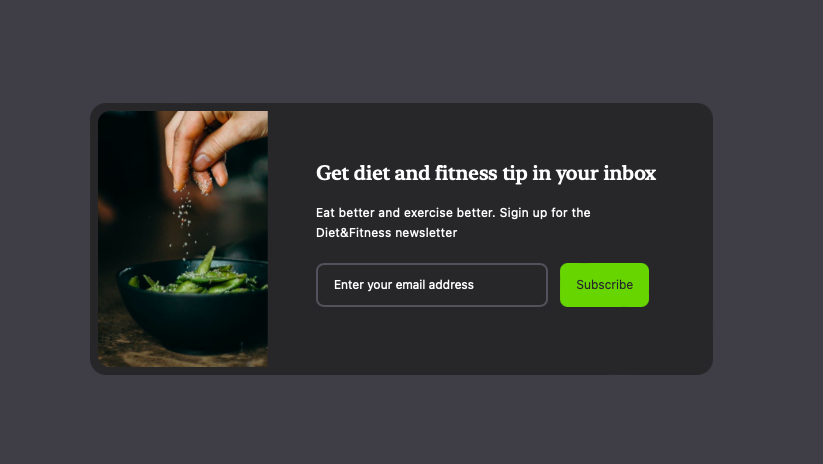 Get diet and fitness tip in your inbox
Eat better and exercise better. Sigin up for the
Diet&Fitness newsletter
Enter your email address
Subscribe